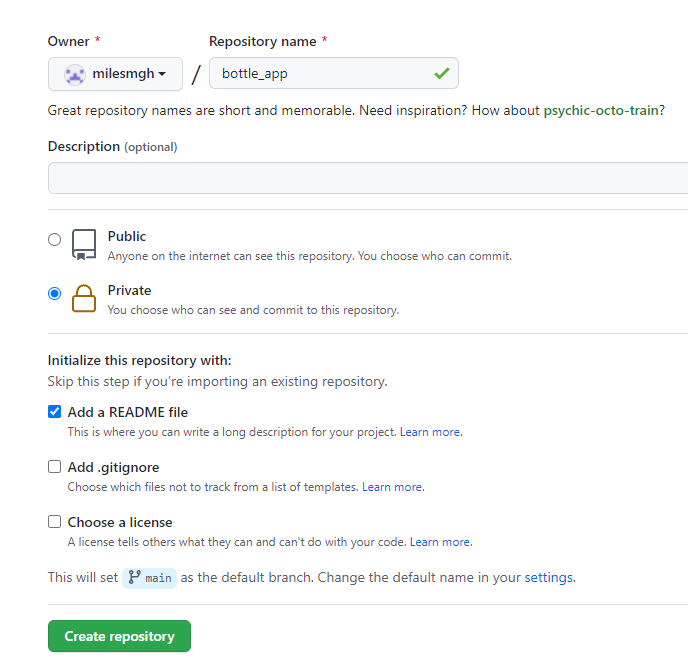 Owner * Repository name *
milesmgh / bottle_app
Great repository names are short and memorable. Need inspiration? How about psychic-octo-train?
Description (optional)
Public
Anyone on the internet can see this repository. You choose who can commit.
Private
You choose who can see and commit to this repository.
Initialize this repository with:
Skip this step if you're importing an existing repository.
Add a README file
This is where you can write a long description for your project. Learn more.
Add .gitignore
Choose which files not to track from a list of templates. Learn more.
Choose a license
A license tells others what they can and can't do with your code. Learn more.
This will set main as the default branch. Change the default name in your settings.
Create repository